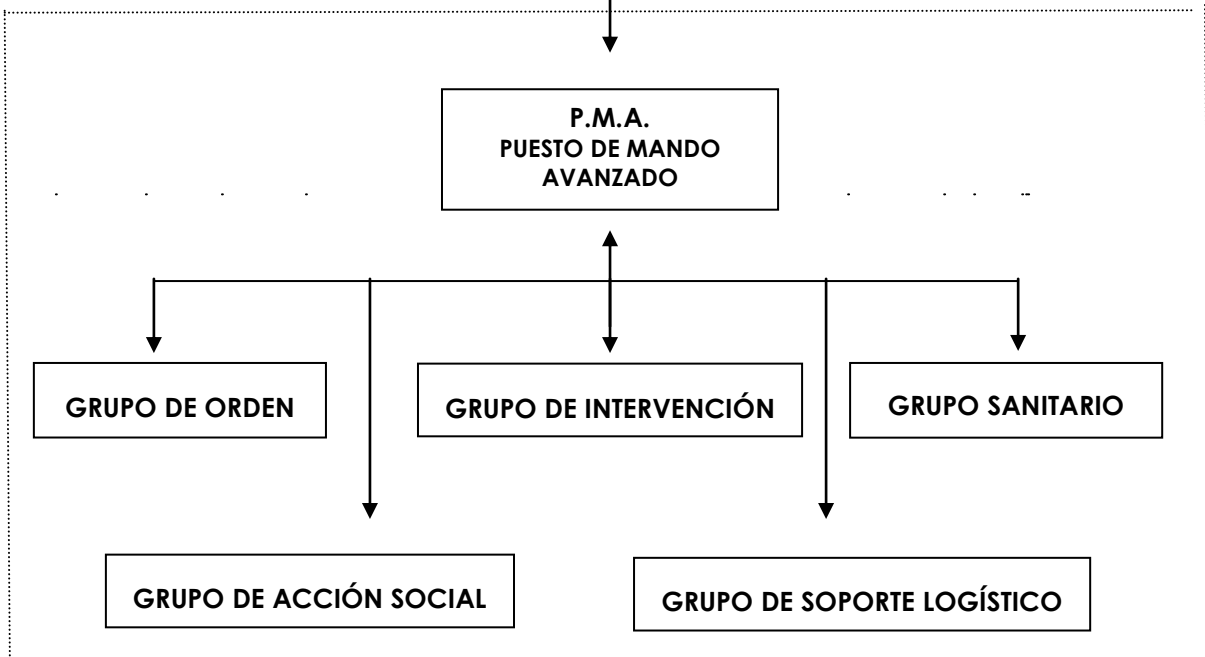 P.M.A.
PUESTO DE MANDO
AVANZADO
GRUPO DE ORDEN
GRUPO DE INTERVENCIÓN
GRUPO SANITARIO
GRUPO DE ACCIÓN SOCIAL
GRUPO DE SOPORTE LOGÍSTICO